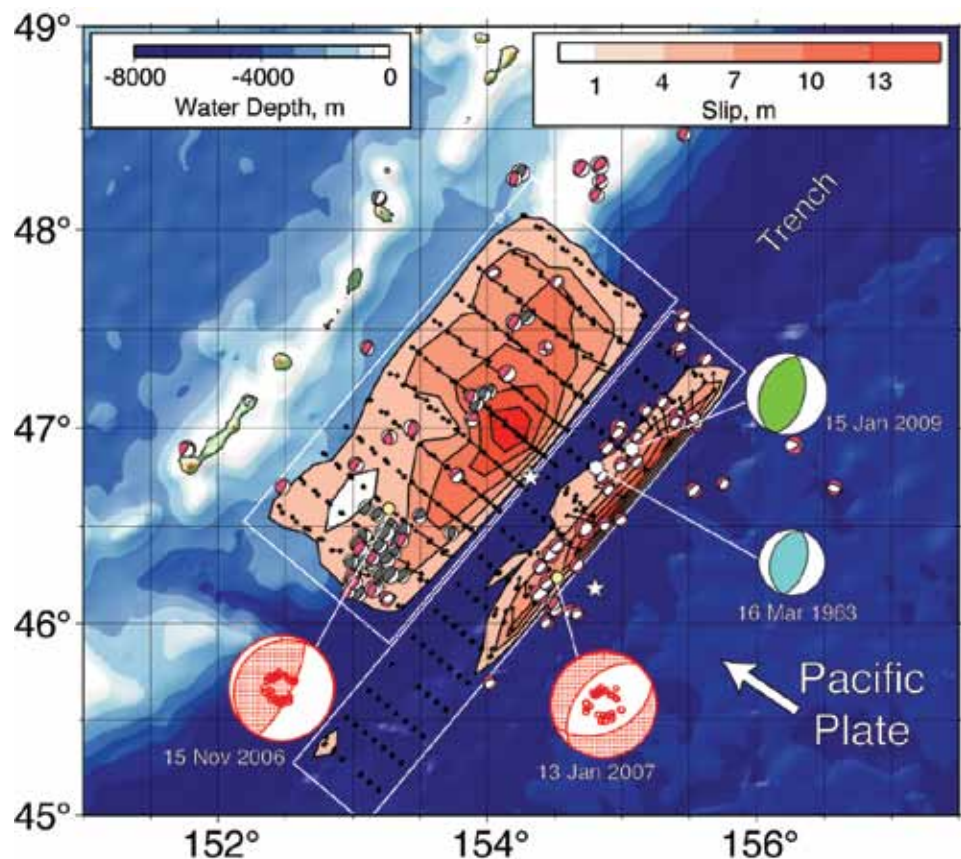 49°
-8000 -4000 0
Water Depth, m
1 4 7 10 13
Slip, m
Trench
48°
47°
15 Jan 2009
46°
16 Mar 1963
Pacific
Plate
15 Nov 2006
13 Jan 2007
45°
152° 154° 156°